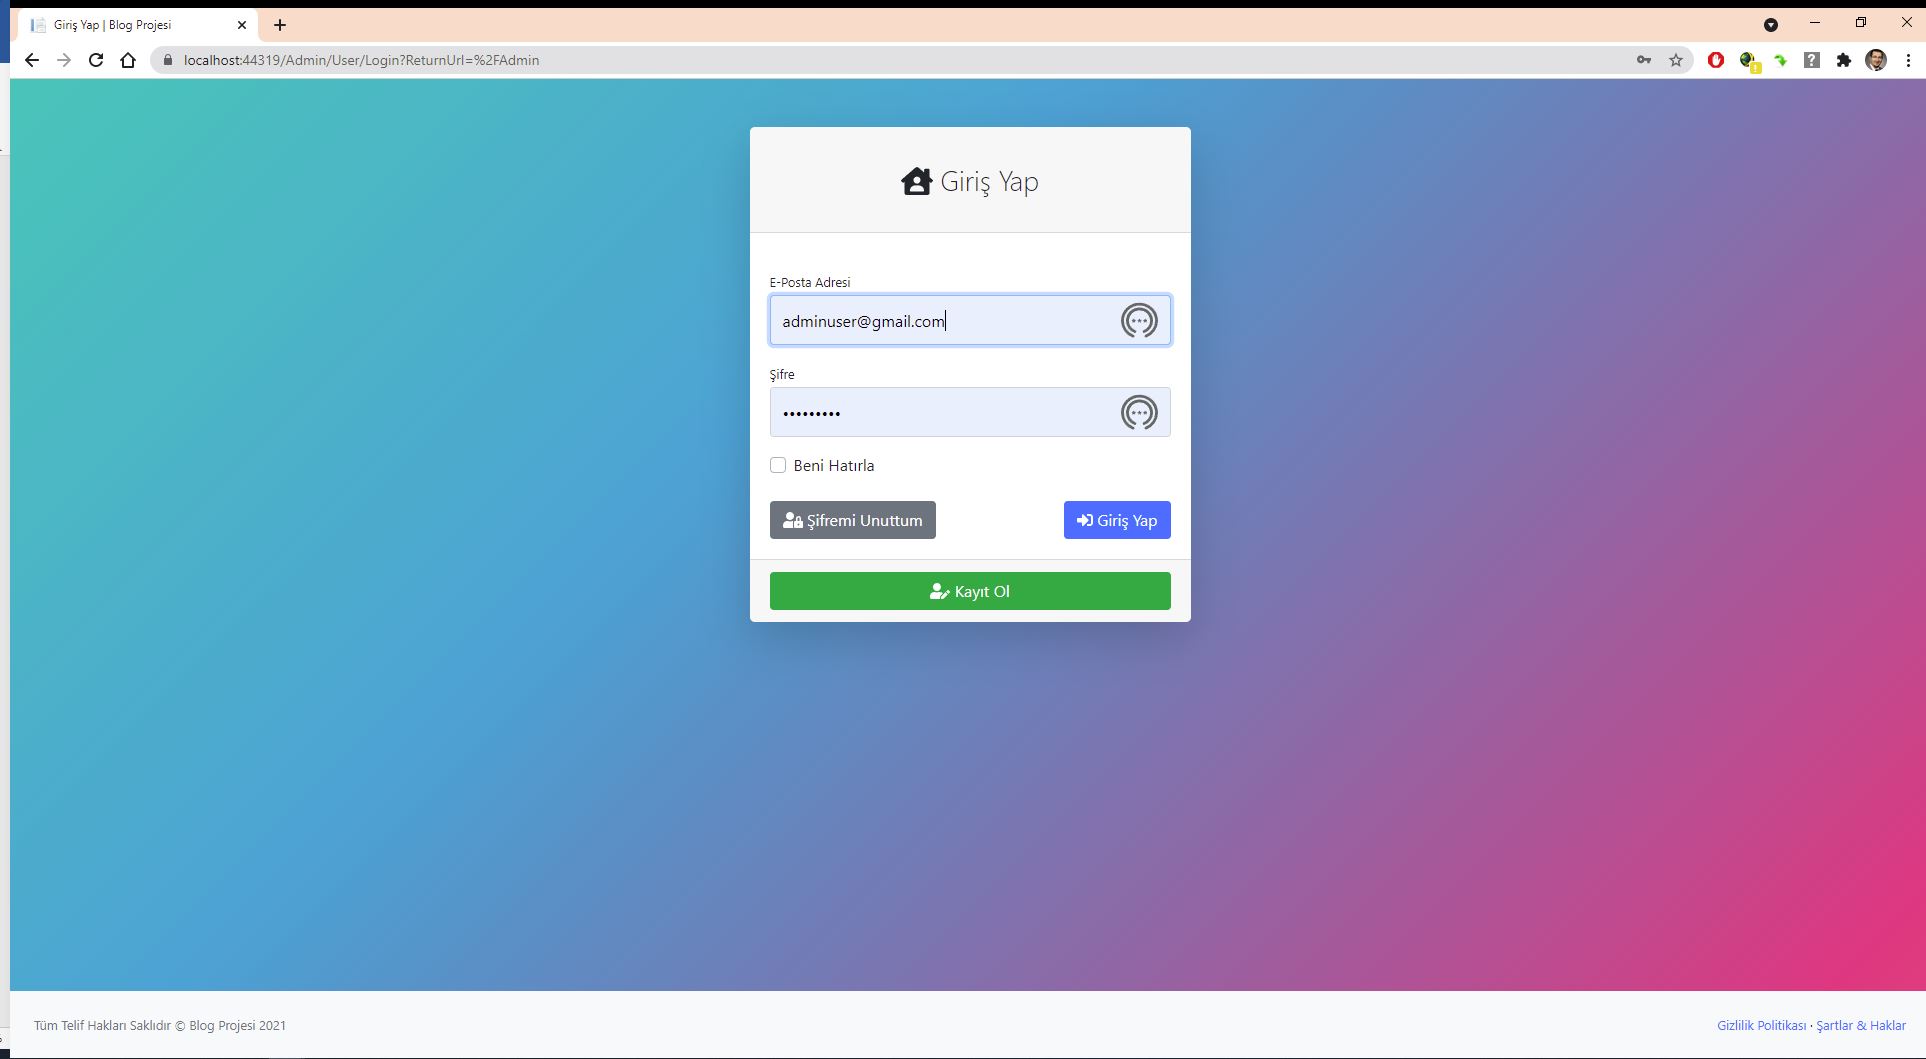 Giriş Yap | Blog Projesi
localhost:44319/Admin/User/Login?ReturnUrl=%2FAdmin
Giriş Yap
E-Posta Adresi
adminuser@gmail.com
Şifre
•••••••••
Beni Hatırla
Şifremi Unuttum
Giriş Yap
Kayıt Ol
Tüm Telif Hakları Saklıdır © Blog Projesi 2021
Gizlilik Politikası · Şartlar & Haklar